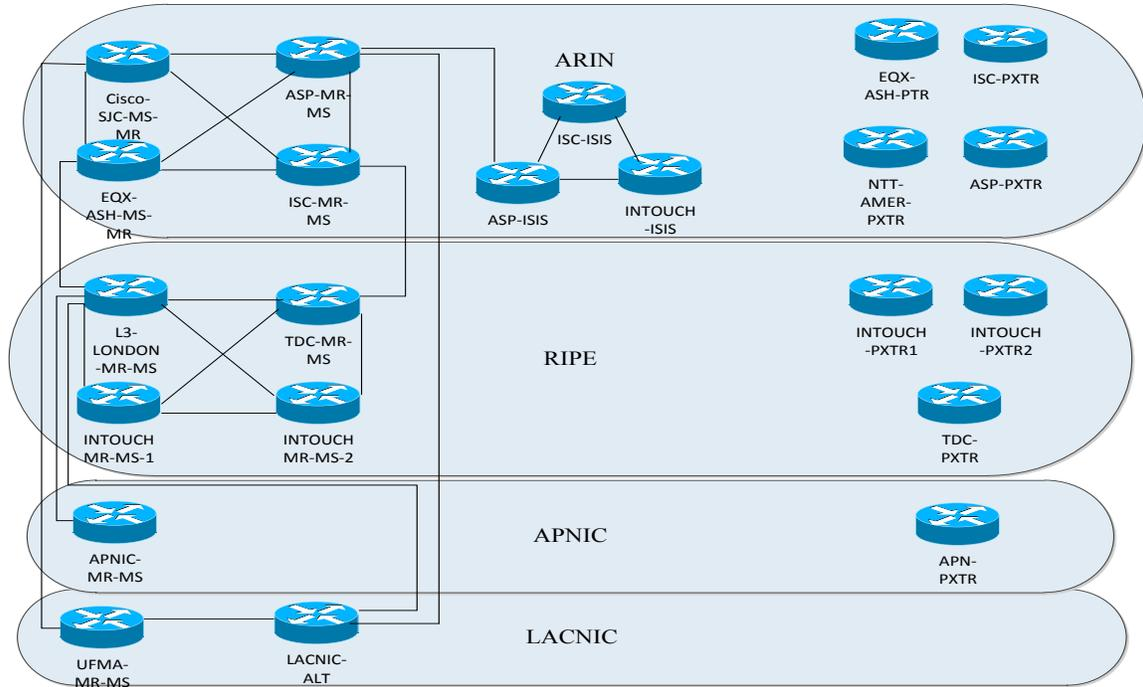 ARIN
Cisco-
SJC-MS-
MR
ASP-MR-
MS
EQX-
ASH-PTR
ISC-PXTR
ISC-ISIS
EQX-
ASH-MS-
MR
ISC-MR-
MS
ASP-ISIS
INTOUCH
-ISIS
NTT-
AMER-
PXTR
ASP-PXTR
RIPE
L3-
LONDON
-MR-MS
TDC-MR-
MS
INTOUCH
-PXTR1
INTOUCH
-PXTR2
INTOUCH
MR-MS-1
INTOUCH
MR-MS-2
TDC-
PXTR
APNIC
APNIC-
MR-MS
APN-
PXTR
LACNIC
UFMA-
MR-MS
LACNIC-
ALT